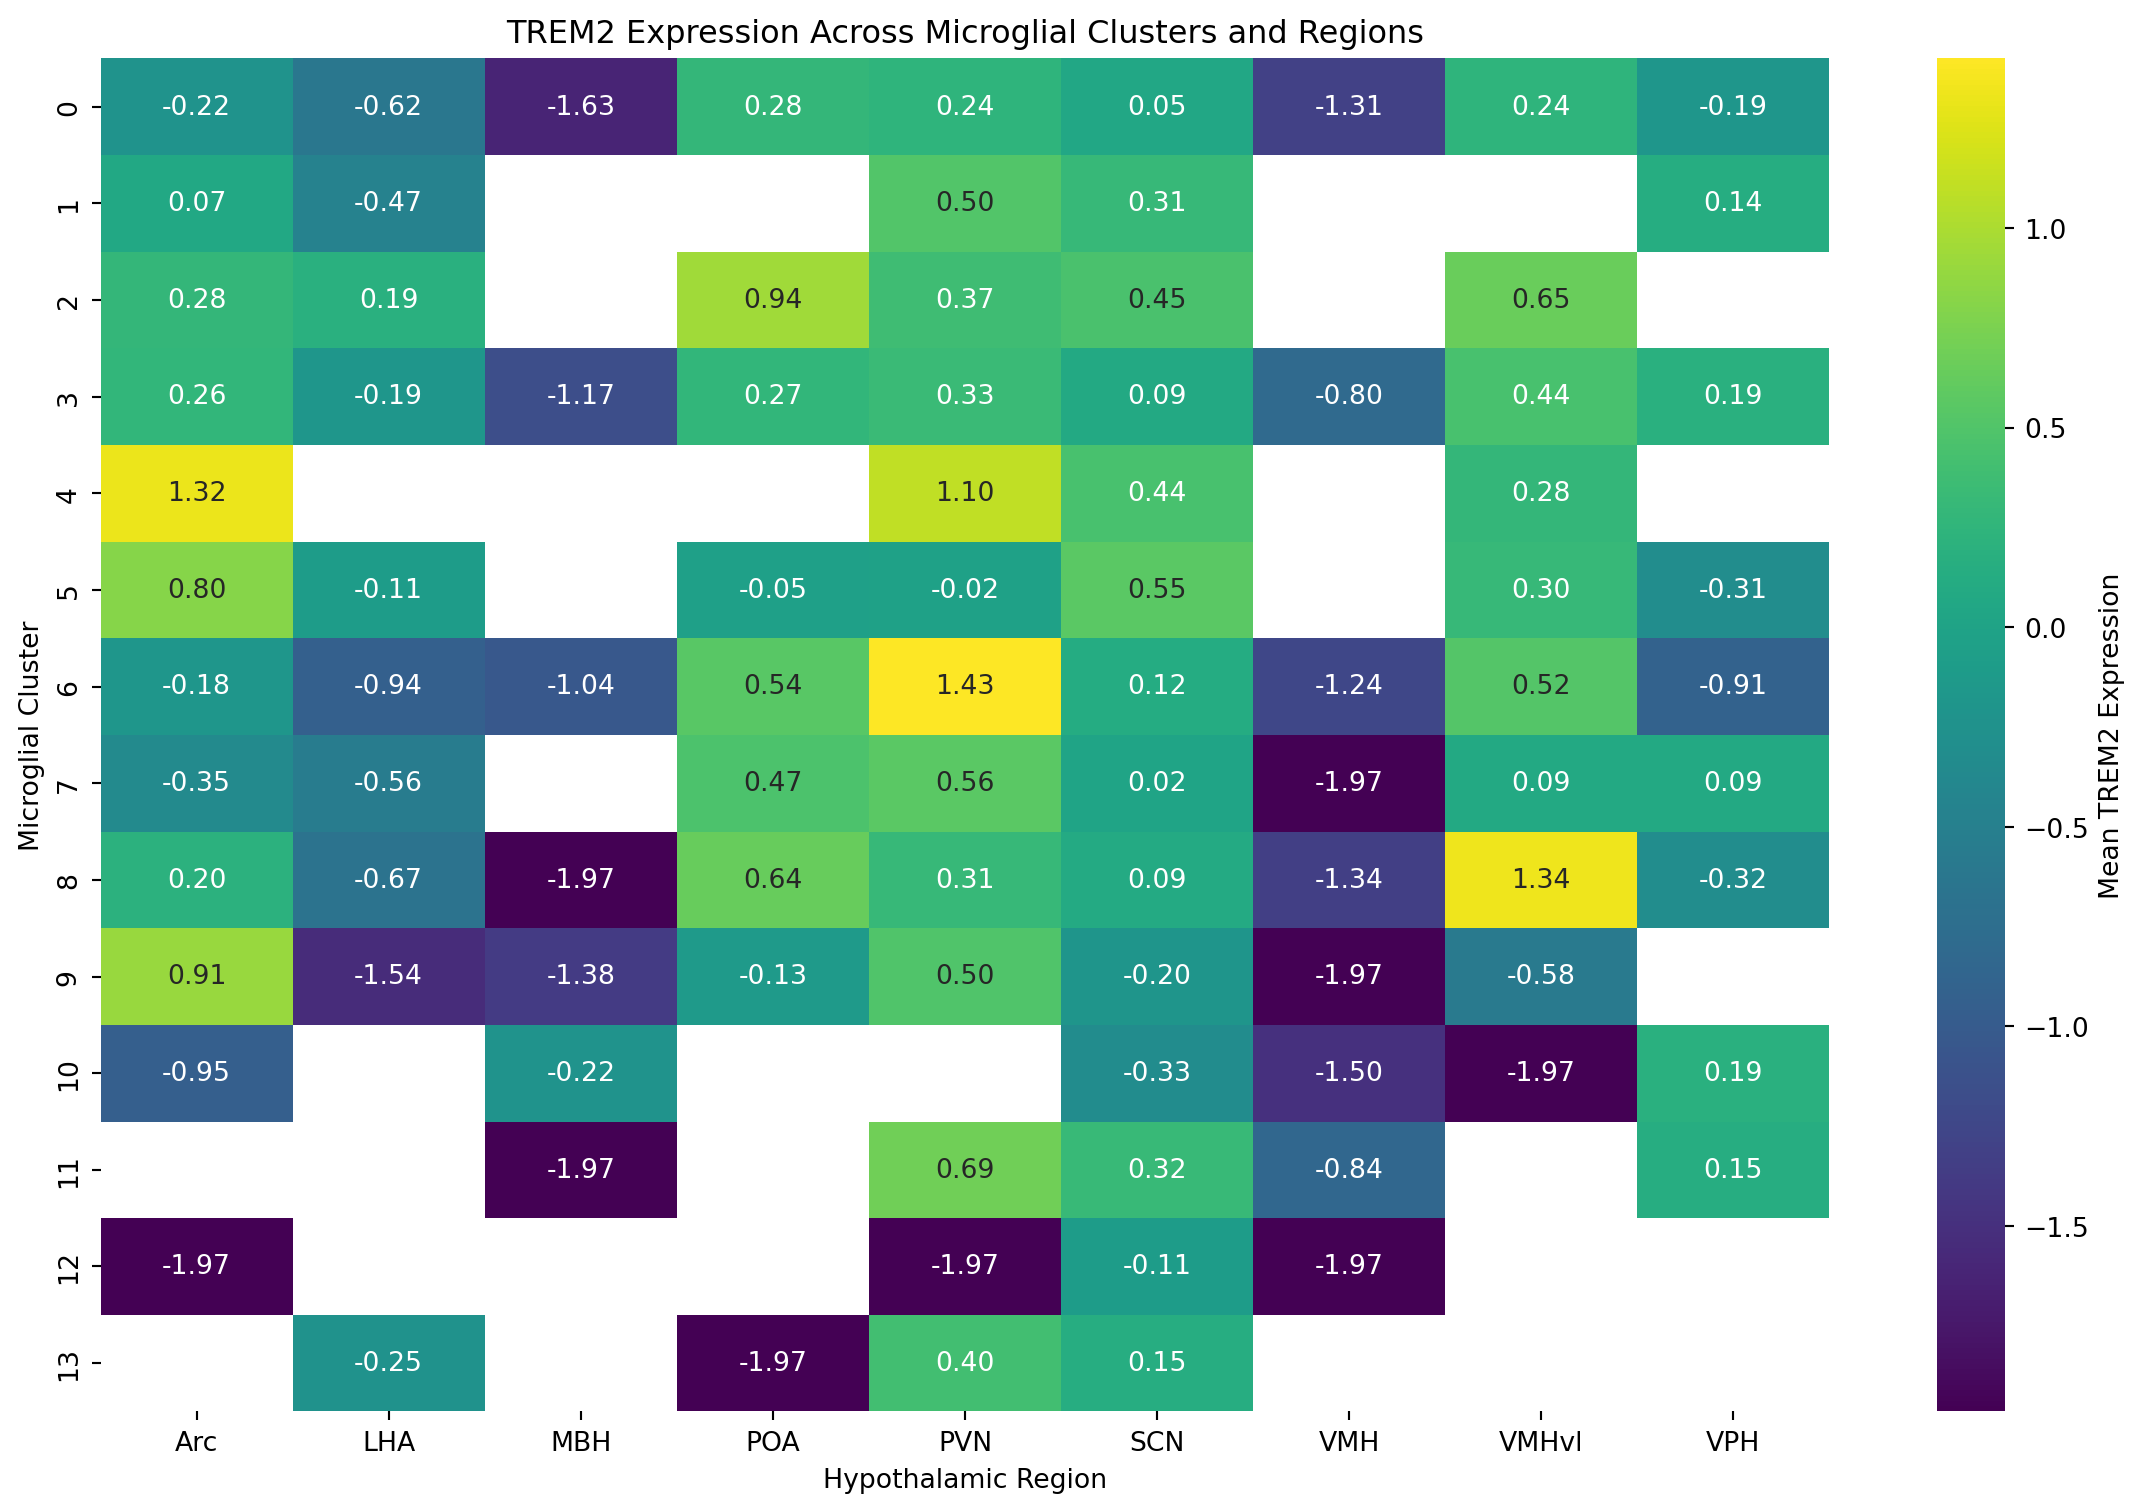 TREM2 Expression Across Microglial Clusters and Regions
Microglial Cluster
0 -0.22 -0.62 -1.63 0.28 0.24 0.05 -1.31 0.24 -0.19
1 0.07 -0.47 0.50 0.31 0.14
2 0.28 0.19 0.94 0.37 0.45 0.65
3 0.26 -0.19 -1.17 0.27 0.33 0.09 -0.80 0.44 0.19
4 1.32 1.10 0.44 0.28
5 0.80 -0.11 -0.05 -0.02 0.55 0.30 -0.31
6 -0.18 -0.94 -1.04 0.54 1.43 0.12 -1.24 0.52 -0.91
7 -0.35 -0.56 0.47 0.56 0.02 -1.97 0.09 0.09
8 0.20 -0.67 -1.97 0.64 0.31 0.09 -1.34 1.34 -0.32
9 0.91 -1.54 -1.38 -0.13 0.50 -0.20 -1.97 -0.58
10 -0.95 -0.22 -0.33 -1.50 -1.97 0.19
11 -1.97 0.69 0.32 -0.84 0.15
12 -1.97 -1.97 -0.11 -1.97
13 -0.25 -1.97 0.40 0.15
Arc LHA MBH POA PVN SCN VMH VMHvl VPH
Hypothalamic Region
1.0
0.5
0.0
−0.5
−1.0
−1.5
Mean TREM2 Expression